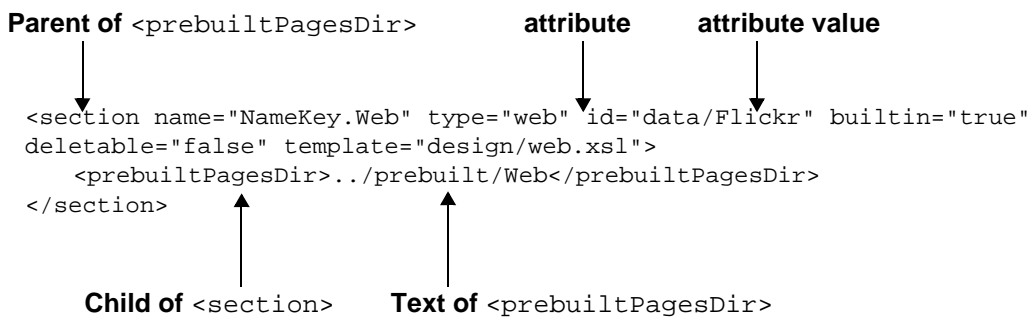 Parent of <prebuiltPagesDir> attribute attribute value
<section name="NameKey.Web" type="web" id="data/Flickr" builtin="true"
deletable="false" template="design/web.xsl">
<prebuiltPagesDir>../prebuilt/Web</prebuiltPagesDir>
</section>
Child of <section> Text of <prebuiltPagesDir>